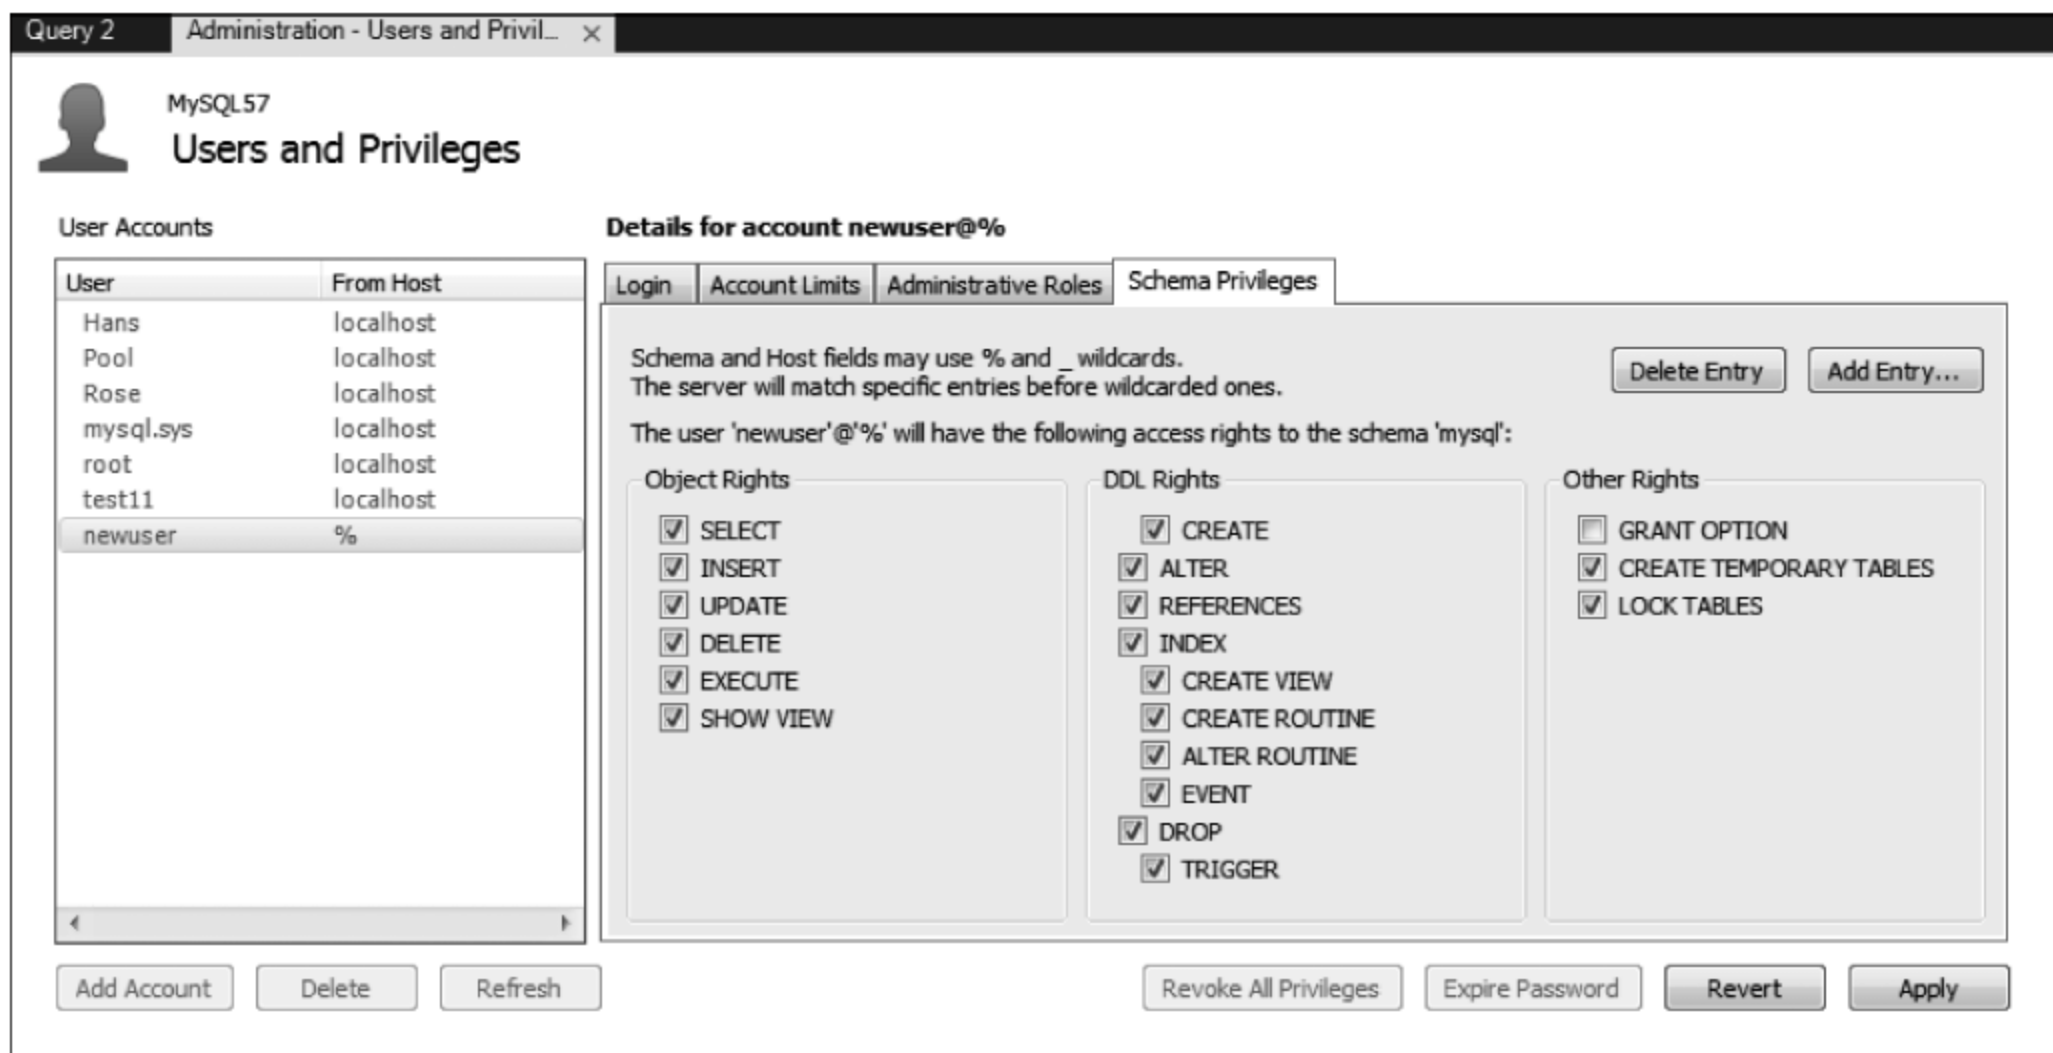 Query 2
Administration - Users and Privil...
MySQL57
Users and Privileges
User Accounts
User From Host
Hans localhost
Pool localhost
Rose localhost
mysql.sys localhost
root localhost
test11 localhost
newuser %
Add Account Delete Refresh
Details for account newuser@%
Login Account Limits Administrative Roles Schema Privileges
Schema and Host fields may use % and _ wildcards.
The server will match specific entries before wildcarded ones.
Delete Entry Add Entry...
The user 'newuser'@'%' will have the following access rights to the schema 'mysql':
Object Rights
SELECT
INSERT
UPDATE
DELETE
EXECUTE
SHOW VIEW
DDL Rights
CREATE
ALTER
REFERENCES
INDEX
CREATE VIEW
CREATE ROUTINE
ALTER ROUTINE
EVENT
DROP
TRIGGER
Other Rights
GRANT OPTION
CREATE TEMPORARY TABLES
LOCK TABLES
Revoke All Privileges Expire Password Revert Apply